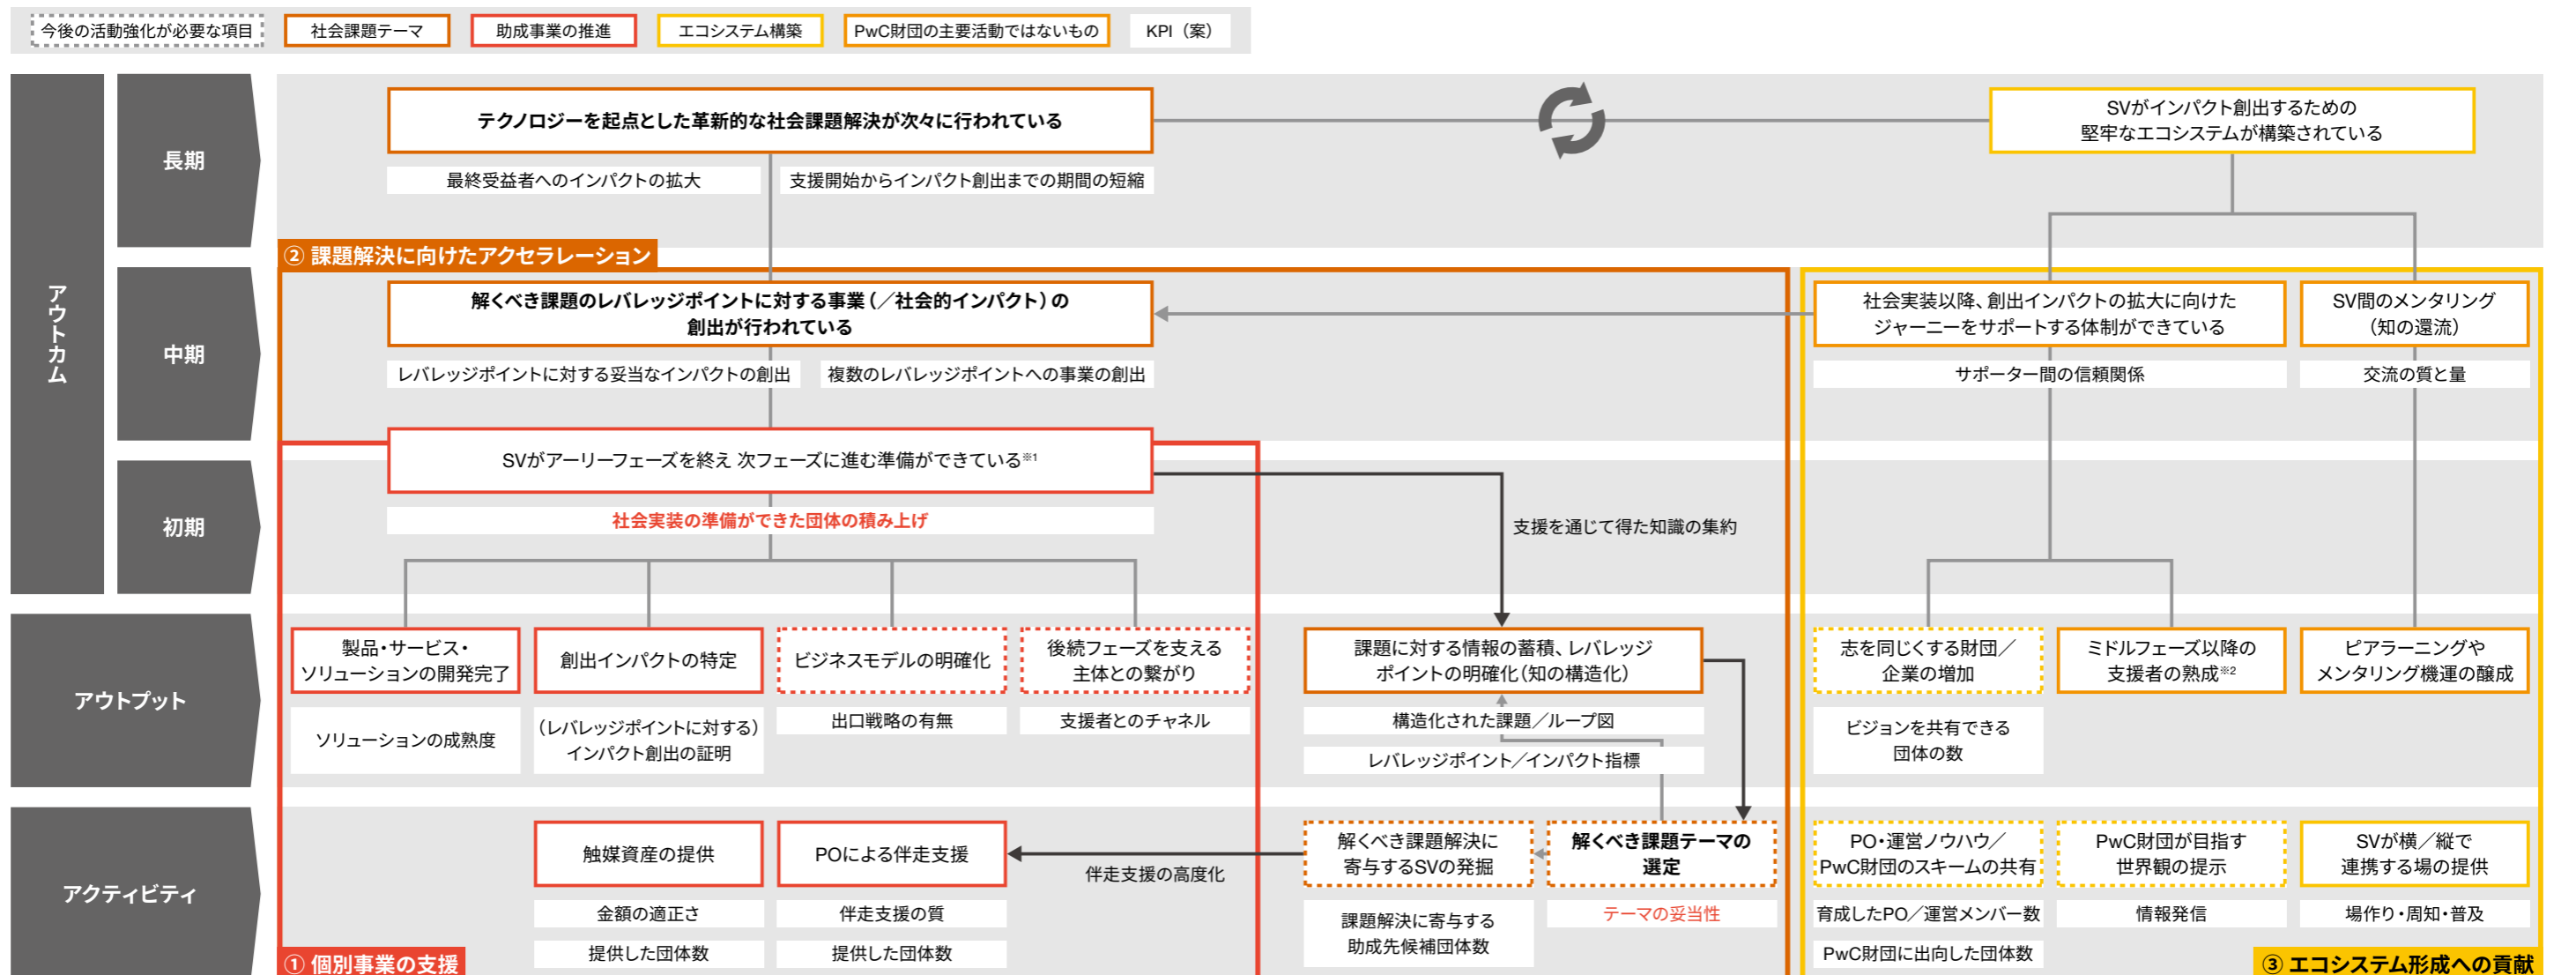 今後の活動強化が必要な項目
社会課題テーマ
助成事業の推進
エコシステム構築
PwC財団の主要活動ではないもの
KPI（案）
アウトカム
長期
テクノロジーを起点とした革新的な社会課題解決が次々に行われている
最終受益者へのインパクトの拡大
支援開始からインパクト創出までの期間の短縮
SVがインパクト創出するための
堅牢なエコシステムが構築されている
② 課題解決に向けたアクセラレーション
中期
解くべき課題のレバレッジポイントに対する事業（／社会的インパクト）の
創出が行われている
レバレッジポイントに対する妥当なインパクトの創出
複数のレバレッジポイントへの事業の創出
社会実装以降、創出インパクトの拡大に向けた
ジャーニーをサポートする体制ができている
サポーター間の信頼関係
SV間のメンタリング
（知の還流）
交流の質と量
初期
SVがアーリーフェーズを終え 次フェーズに進む準備ができている※1
社会実装の準備ができた団体の積み上げ
支援を通じて得た知識の集約
アウトプット
製品・サービス・
ソリューションの開発完了
ソリューションの成熟度
創出インパクトの特定
（レバレッジポイントに対する）
インパクト創出の証明
ビジネスモデルの明確化
出口戦略の有無
後続フェーズを支える
主体との繋がり
支援者とのチャネル
課題に対する情報の蓄積、レバレッジ
ポイントの明確化（知の構造化）
構造化された課題／ループ図
レバレッジポイント／インパクト指標
志を同じくする財団／
企業の増加
ビジョンを共有できる
団体の数
ミドルフェーズ以降の
支援者の熟成※2
ピアラーニングや
メンタリング機運の醸成
アクティビティ
触媒資産の提供
金額の適正さ
提供した団体数
POによる伴走支援
伴走支援の質
提供した団体数
伴走支援の高度化
解くべき課題解決に
寄与するSVの発掘
課題解決に寄与する
助成先候補団体数
解くべき課題テーマの
選定
テーマの妥当性
PO・運営ノウハウ／
PwC財団のスキームの共有
育成したPO／運営メンバー数
PwC財団に出向した団体数
PwC財団が目指す
世界観の提示
情報発信
SVが横／縦で
連携する場の提供
場作り・周知・普及
① 個別事業の支援
③ エコシステム形成への貢献